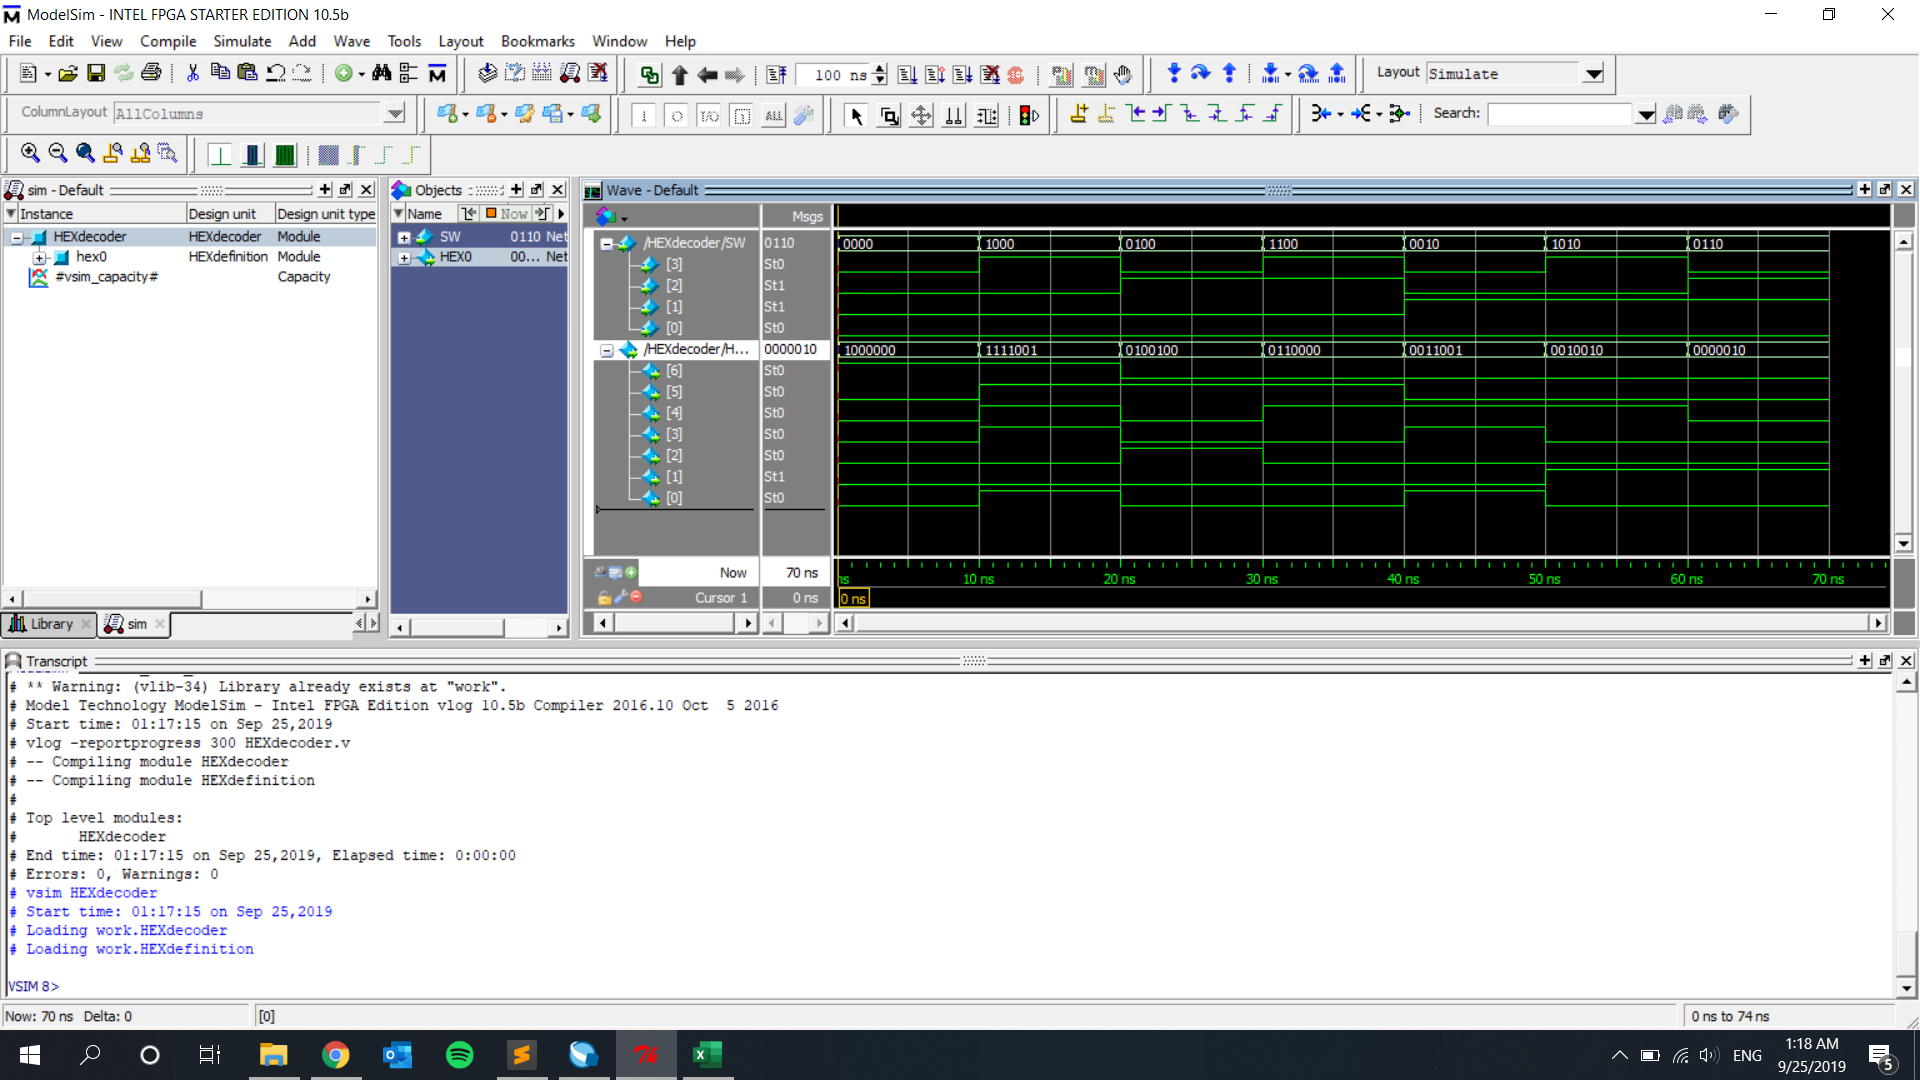 ModelSim - INTEL FPGA STARTER EDITION 10.5b
File Edit View Compile Simulate Add Wave Tools Layout Bookmarks Window Help
100 ns
Layout Simulate
ColumnLayout AllColumns
Search:
sim - Default
Instance Design unit Design unit type
HEXdecoder HEXdecoder Module
hex0 HEXdefinition Module
#vsim_capacity# Capacity
Library sim
Objects
Name Now
SW 0110 Net
HEX0 00... Net
Wave - Default
Msgs
/HEXdecoder/SW 0110 0000 1000 0100 1100 0010 1010 0110
[3] St0
[2] St1
[1] St1
[0] St0
/HEXdecoder/H... 0000010 1000000 1111001 0100100 0110000 0011001 0010010 0000010
[6] St0
[5] St0
[4] St0
[3] St0
[2] St0
[1] St1
[0] St0
Now 70 ns ns 10 ns 20 ns 30 ns 40 ns 50 ns 60 ns 70 ns
Cursor 1 0 ns 0 ns
Transcript
# ** Warning: (vlib-34) Library already exists at "work".
# Model Technology ModelSim - Intel FPGA Edition vlog 10.5b Compiler 2016.10 Oct  5 2016
# Start time: 01:17:15 on Sep 25,2019
# vlog -reportprogress 300 HEXdecoder.v
# -- Compiling module HEXdecoder
# -- Compiling module HEXdefinition
#
# Top level modules:
#       HEXdecoder
# End time: 01:17:15 on Sep 25,2019, Elapsed time: 0:00:00
# Errors: 0, Warnings: 0
# vsim HEXdecoder
# Start time: 01:17:15 on Sep 25,2019
# Loading work.HEXdecoder
# Loading work.HEXdefinition
VSIM 8>
Now: 70 ns Delta: 0 [0] 0 ns to 74 ns
ENG 1:18 AM
9/25/2019 5